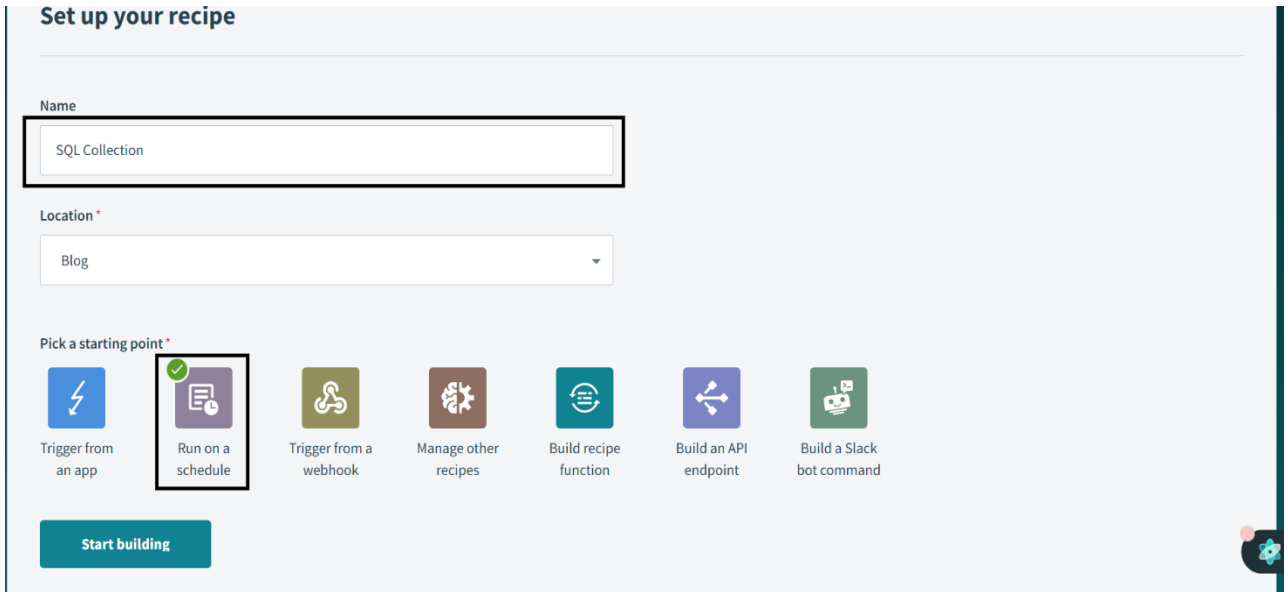 Set up your recipe
Name
SQL Collection
Location *
Blog
Pick a starting point *
Trigger from
an app
Run on a
schedule
Trigger from a
webhook
Manage other
recipes
Build recipe
function
Build an API
endpoint
Build a Slack
bot command
Start building